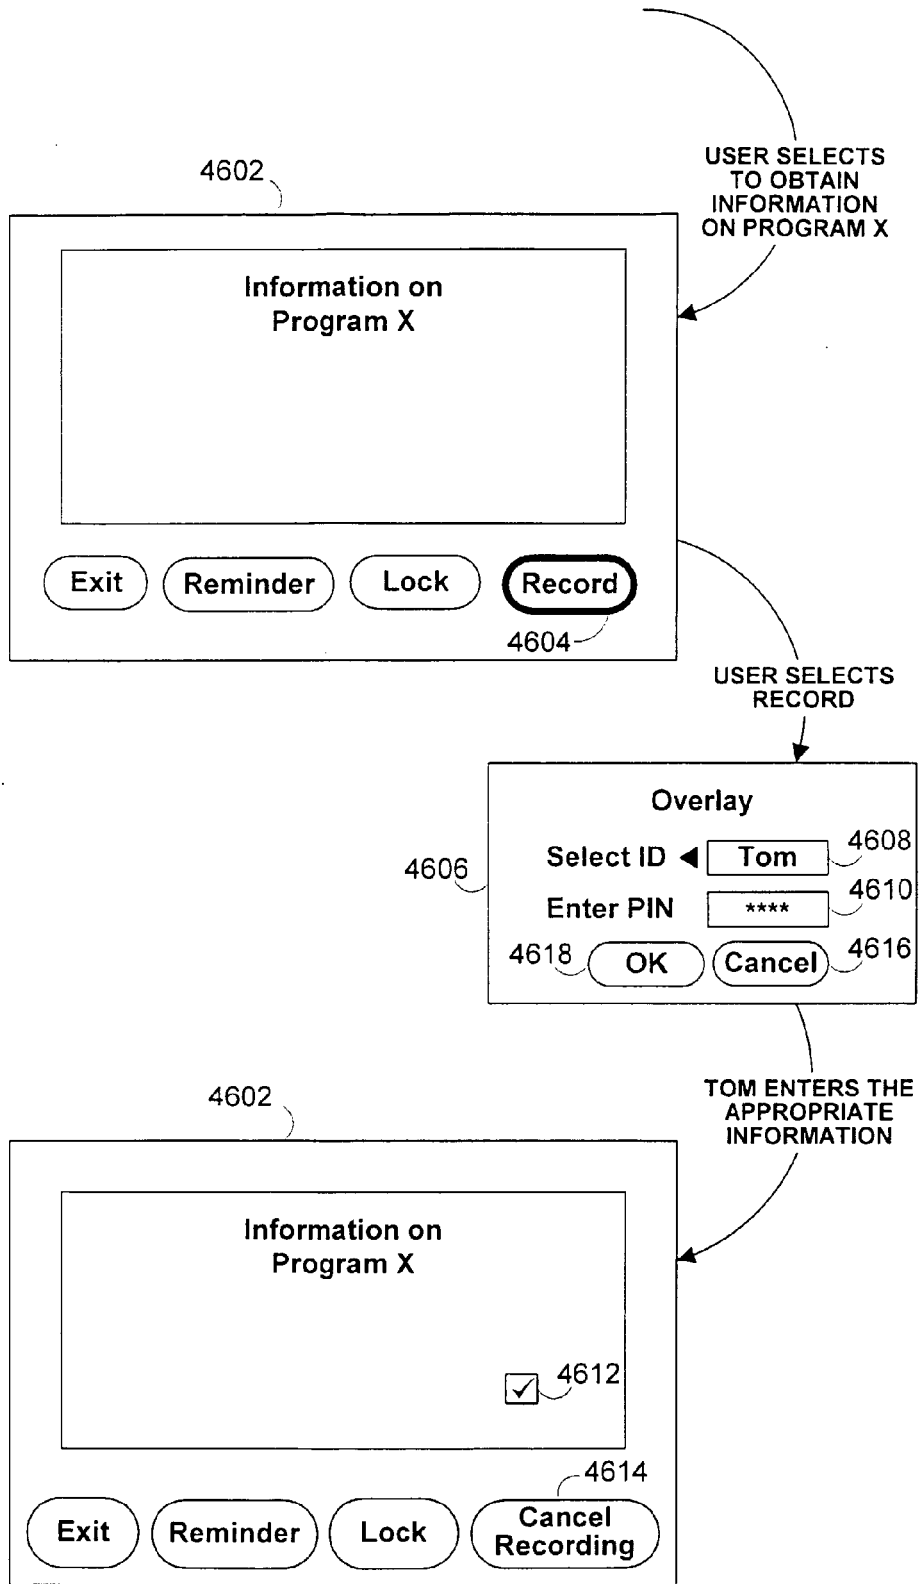 USER SELECTS
TO OBTAIN
INFORMATION
ON PROGRAM X
4602
Information on
Program X
Exit
Reminder
Lock
Record
4604
USER SELECTS
RECORD
Overlay
Select ID
Tom
4608
4606
Enter PIN
****
4610
4618
OK
Cancel
4616
TOM ENTERS THE
APPROPRIATE
INFORMATION
4602
Information on
Program X
4612
4614
Exit
Reminder
Lock
Cancel
Recording